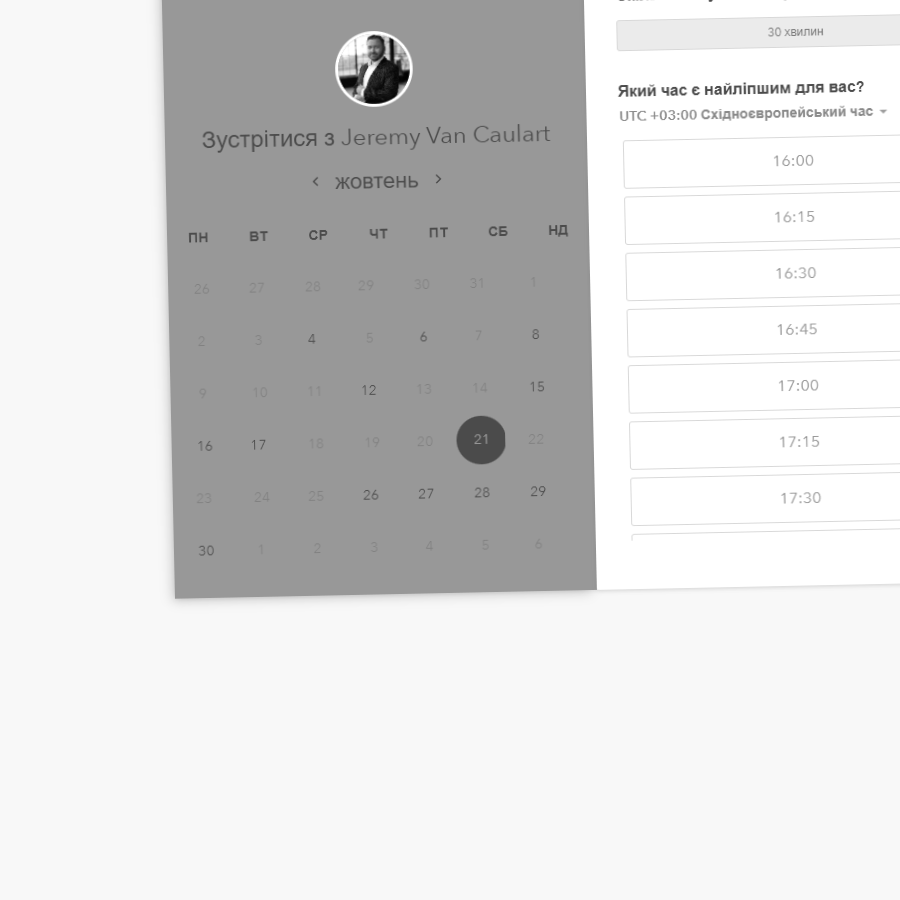 Зустрітися з Jeremy Van Caulart
< жовтень >
ПН ВТ СР ЧТ ПТ СБ НД
26 27 28 29 30 31 1
2 3 4 5 6 7 8
9 10 11 12 13 14 15
16 17 18 19 20 21 22
23 24 25 26 27 28 29
30 1 2 3 4 5 6
30 хвилин
Який час є найліпшим для вас?
UTC +03:00 Східноєвропейський час
16:00
16:15
16:30
16:45
17:00
17:15
17:30